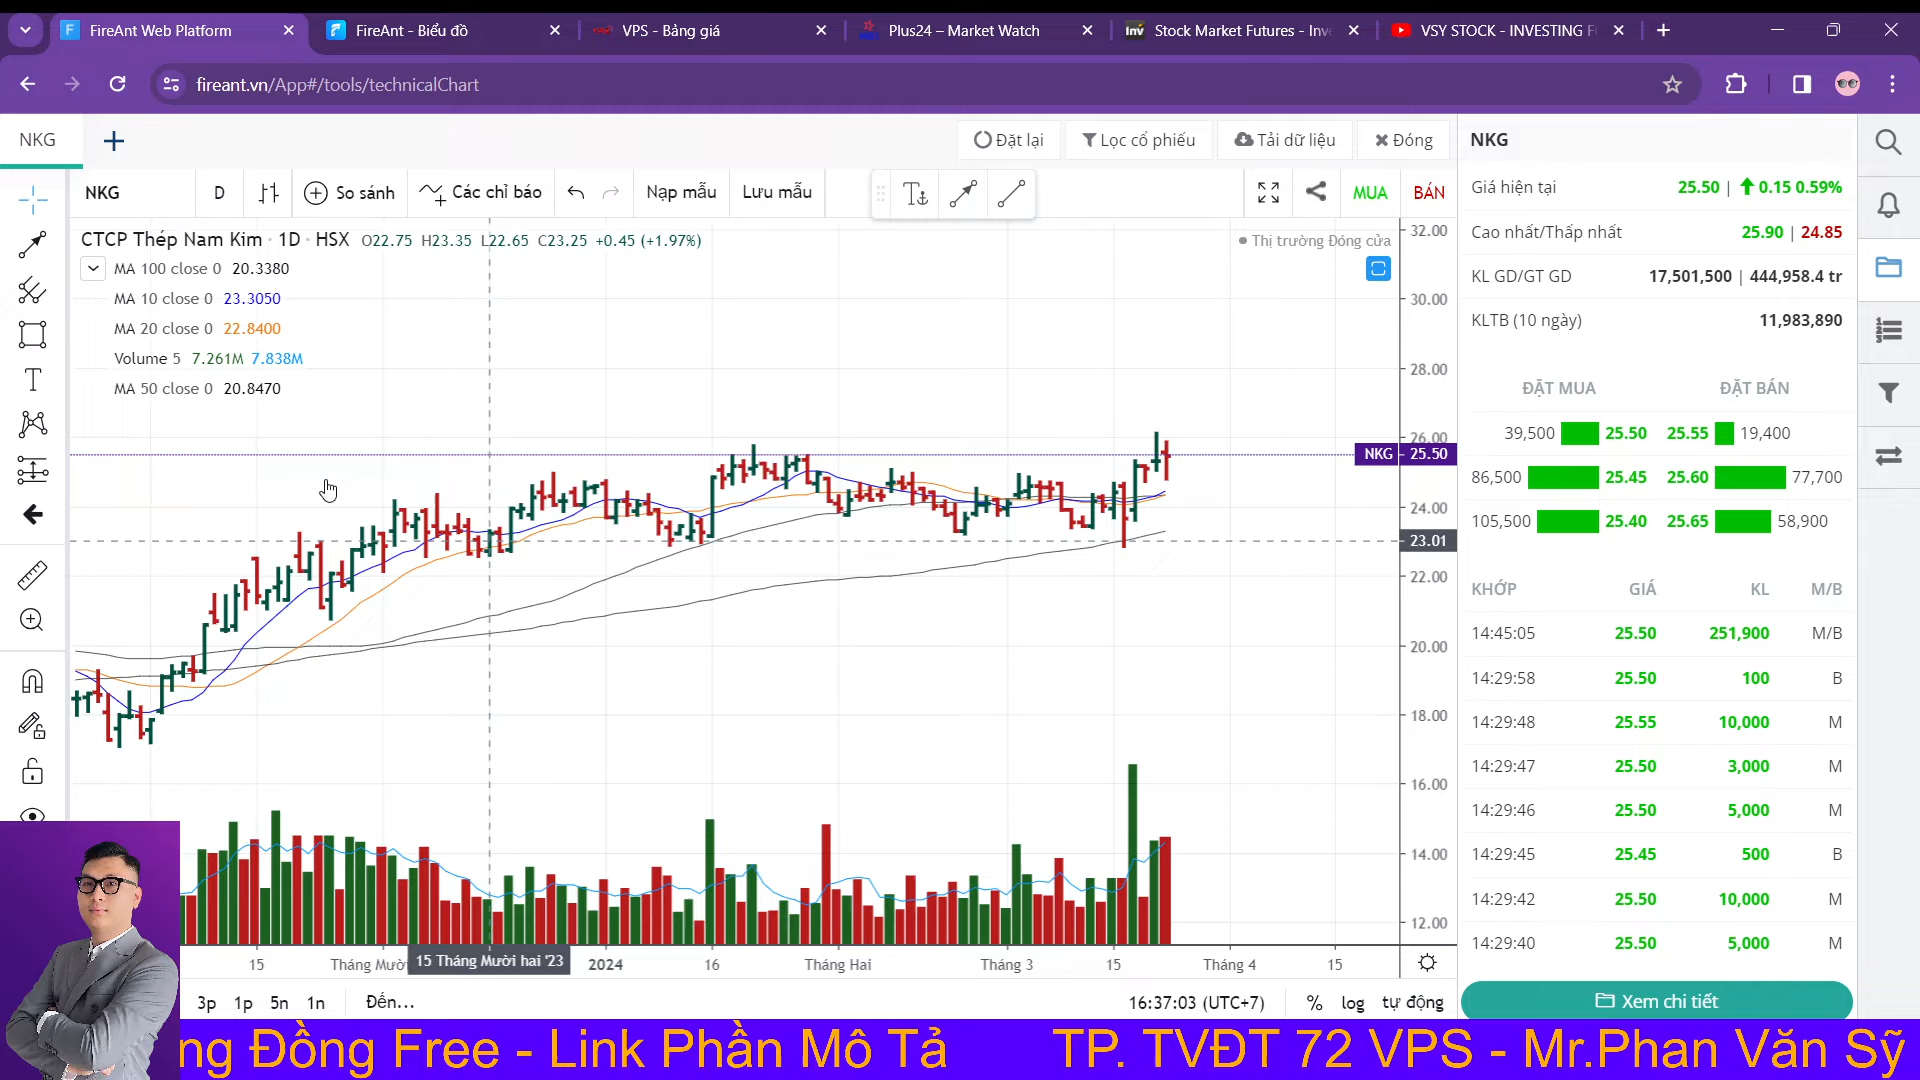 FireAnt Web Platform
FireAnt - Biểu đồ
VPS - Bảng giá
Plus24 – Market Watch
Stock Market Futures - Inv
VSY STOCK - INVESTING F
fireant.vn/App#/tools/technicalChart
NKG
Đặt lại
Lọc cổ phiếu
Tải dữ liệu
Đóng
NKG
NKG
D
So sánh
Các chỉ báo
Nạp mẫu
Lưu mẫu
MUA
BÁN
CTCP Thép Nam Kim · 1D · HSX O22.75 H23.35 L22.65 C23.25 +0.45 (+1.97%)
Thị trường Đóng cửa
MA 100 close 0 20.3380
MA 10 close 0 23.3050
MA 20 close 0 22.8400
Volume 5 7.261M 7.838M
MA 50 close 0 20.8470
32.00
30.00
28.00
26.00
NKG 25.50
24.00
23.01
22.00
20.00
18.00
16.00
14.00
12.00
15
Tháng Mườ
15 Tháng Mười hai '23
2024
16
Tháng Hai
Tháng 3
15
Tháng 4
15
3p 1p 5n 1n Đến...
16:37:03 (UTC+7) % log tự động
Giá hiện tại 25.50 | 0.15 0.59%
Cao nhất/Thấp nhất 25.90 | 24.85
KL GD/GT GD 17,501,500 | 444,958.4 tr
KLTB (10 ngày) 11,983,890
ĐẶT MUA ĐẶT BÁN
39,500 25.50 25.55 19,400
86,500 25.45 25.60 77,700
105,500 25.40 25.65 58,900
KHỚP GIÁ KL M/B
14:45:05 25.50 251,900 M/B
14:29:58 25.50 100 B
14:29:48 25.55 10,000 M
14:29:47 25.50 3,000 M
14:29:46 25.50 5,000 M
14:29:45 25.45 500 B
14:29:42 25.50 10,000 M
14:29:40 25.50 5,000 M
Xem chi tiết
ng Đồng Free - Link Phần Mô Tả TP. TVĐT 72 VPS - Mr.Phan Văn Sỹ